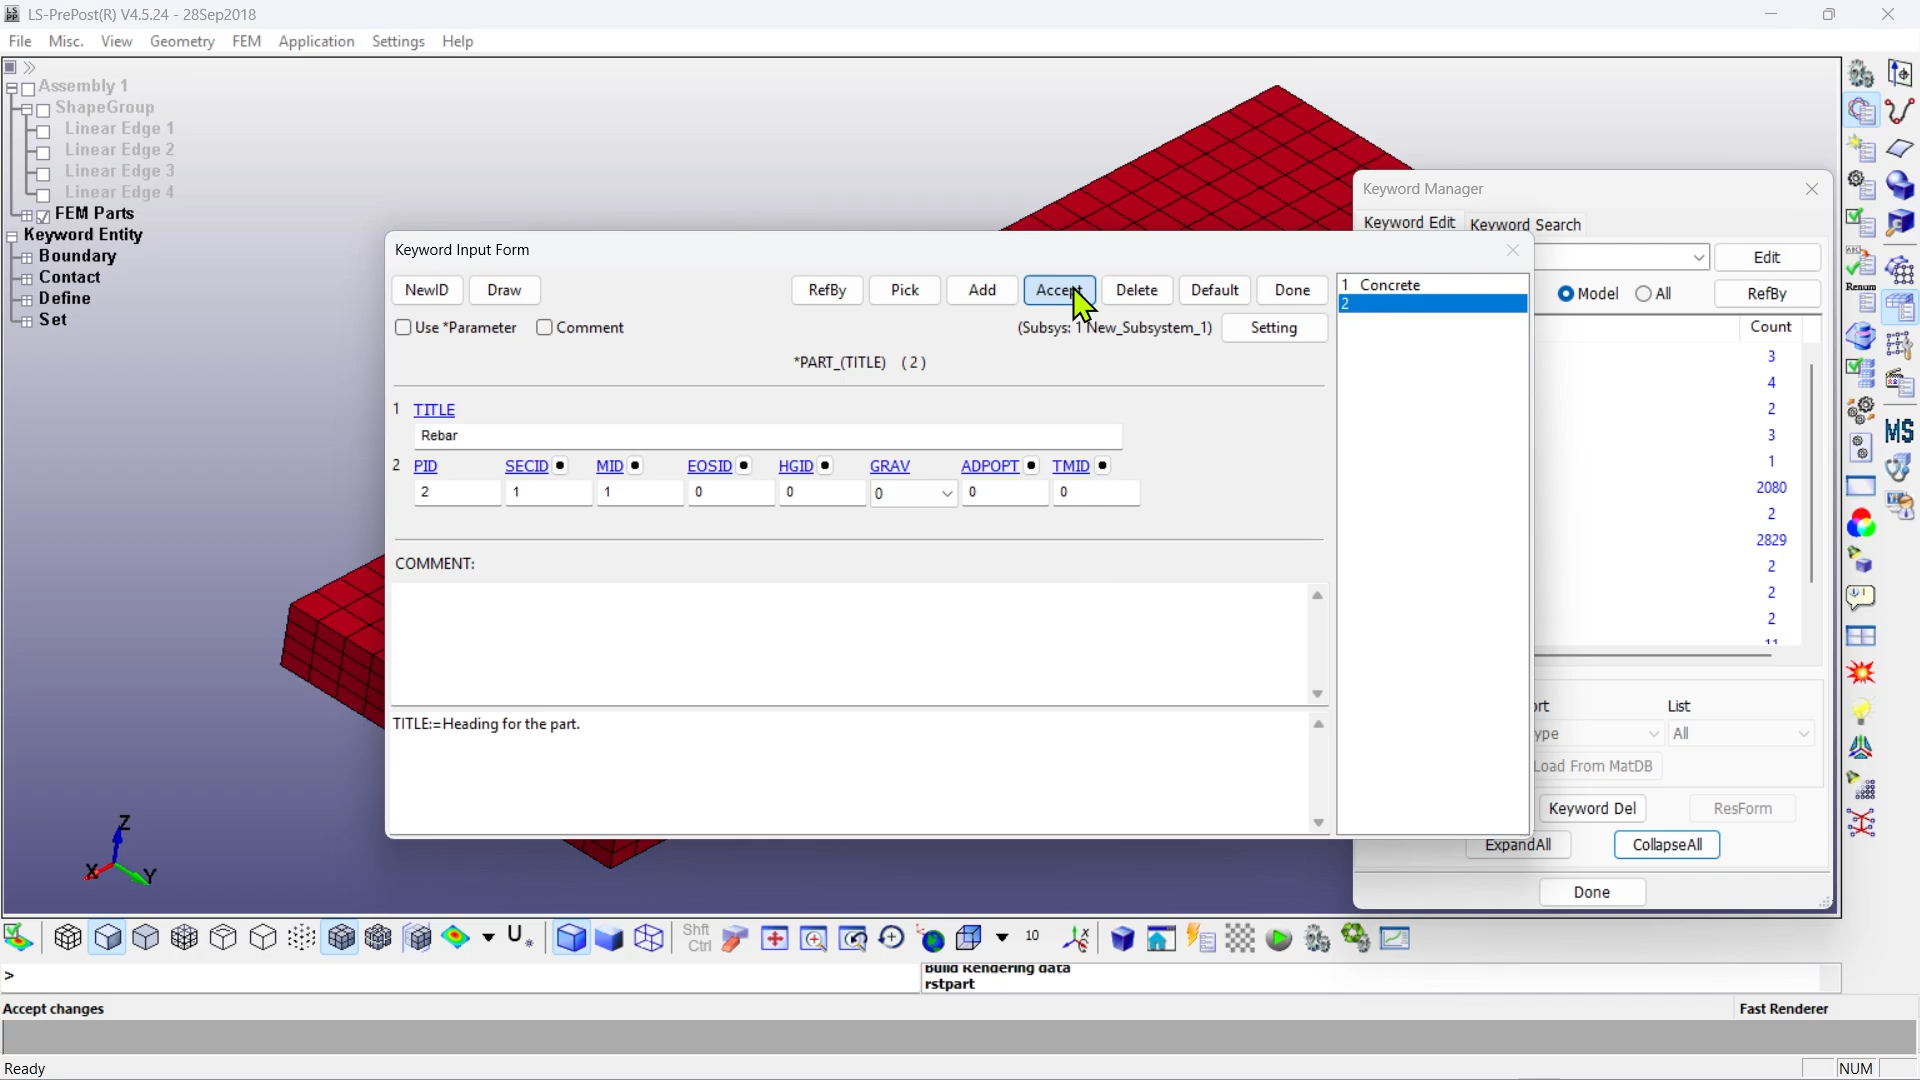 LS-PrePost(R) V4.5.24 - 28Sep2018
File Misc. View Geometry FEM Application Settings Help
Assembly 1
ShapeGroup
Linear Edge 1
Linear Edge 2
Linear Edge 3
Linear Edge 4
FEM Parts
Keyword Entity
Boundary
Contact
Define
Set
Keyword Manager
Keyword Edit Keyword Search
Edit
Model All RefBy
Count
3
4
2
3
1
2080
2
2829
2
2
2
11
List
All
Load From MatDB
Keyword Del ResForm
ExpandAll CollapseAll
Done
Keyword Input Form
NewID Draw RefBy Pick Add Accept Delete Default Done
Use *Parameter Comment (Subsys: 1 New_Subsystem_1) Setting
*PART_(TITLE) (2)
1 TITLE
Rebar
2 PID SECID MID EOSID HGID GRAV ADPOPT TMID
2 1 1 0 0 0 0 0
COMMENT:
TITLE:=Heading for the part.
1 Concrete
2
Z
X Y
Shft
Ctrl
10
MS
Renum
>
Build Rendering data
rstpart
Accept changes Fast Renderer
Ready NUM